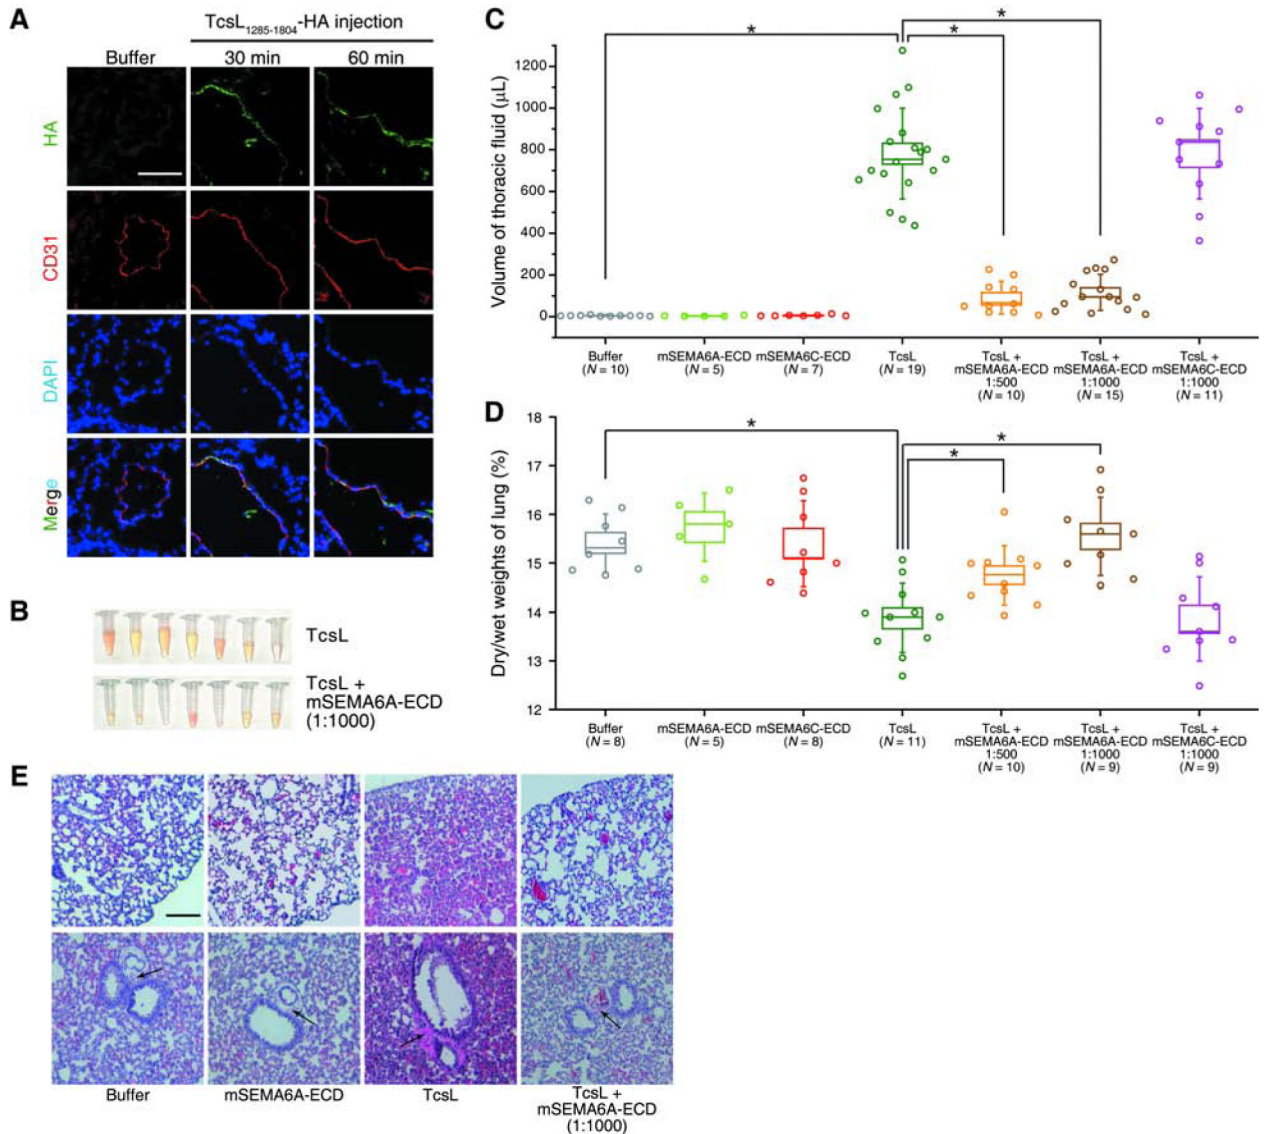 A
TcsL1285-1804-HA injection
Buffer
30 min
60 min
HA
CD31
DAPI
Merge
B
TcsL
TcsL +
mSEMA6A-ECD
(1:1000)
C
Volume of thoracic fluid (μL)
1200
1000
800
600
400
200
0
*
*
*
Buffer
(N = 10)
mSEMA6A-ECD
(N = 5)
mSEMA6C-ECD
(N = 7)
TcsL
(N = 19)
TcsL +
mSEMA6A-ECD
1:500
(N = 10)
TcsL +
mSEMA6A-ECD
1:1000
(N = 15)
TcsL +
mSEMA6C-ECD
1:1000
(N = 11)
D
Dry/wet weights of lung (%)
18
17
16
15
14
13
12
*
*
*
Buffer
(N = 8)
mSEMA6A-ECD
(N = 5)
mSEMA6C-ECD
(N = 8)
TcsL
(N = 11)
TcsL +
mSEMA6A-ECD
1:500
(N = 10)
TcsL +
mSEMA6A-ECD
1:1000
(N = 9)
TcsL +
mSEMA6C-ECD
1:1000
(N = 9)
E
Buffer
mSEMA6A-ECD
TcsL
TcsL +
mSEMA6A-ECD
(1:1000)